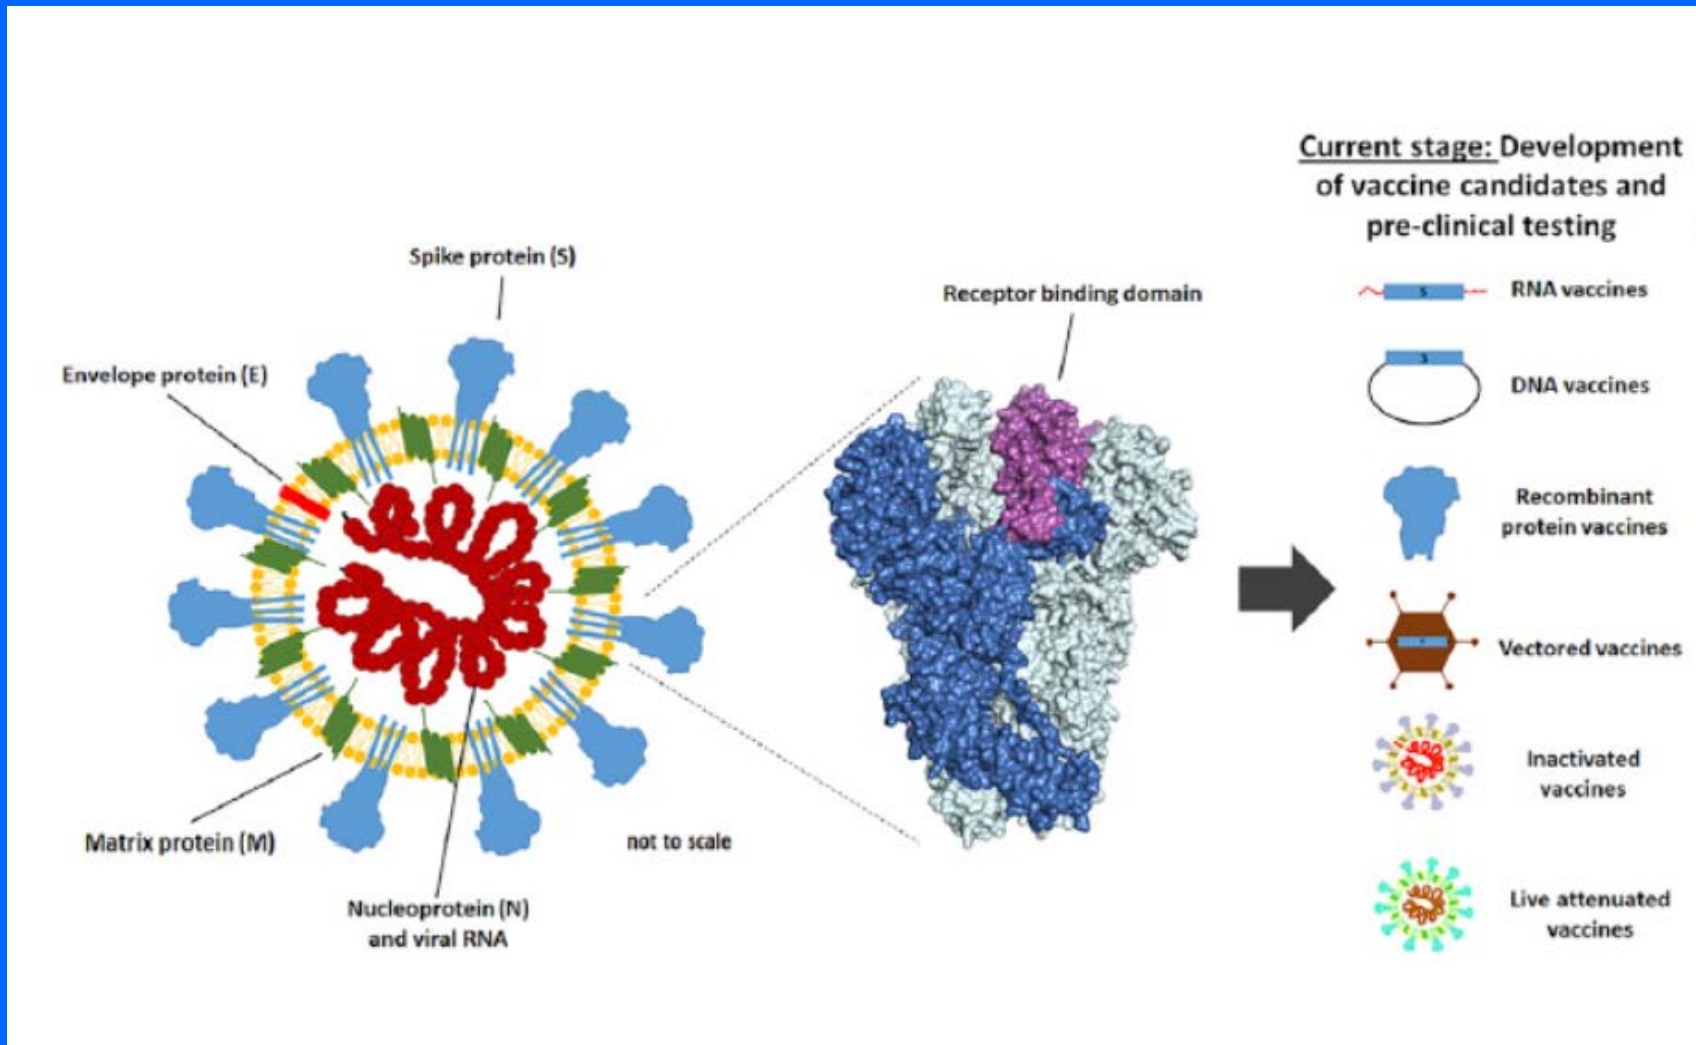 Current stage: Development
of vaccine candidates and
pre-clinical testing
Spike protein (S)
Receptor binding domain
Envelope protein (E)
Matrix protein (M)
not to scale
Nucleoprotein (N)
and viral RNA
S
RNA vaccines
S
DNA vaccines
Recombinant
protein vaccines
Vectored vaccines
Inactivated
vaccines
Live attenuated
vaccines